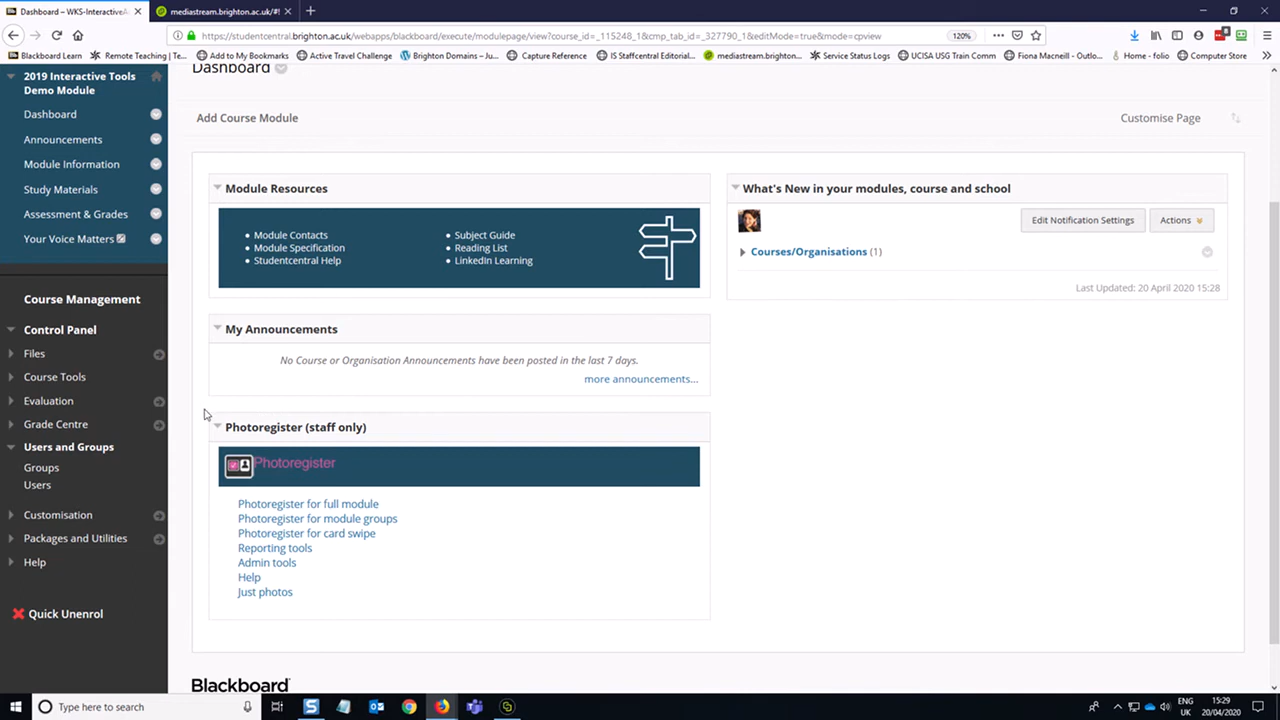 Dashboard – WKS-InteractiveA
mediastream.brighton.ac.uk/#!
https://studentcentral.brighton.ac.uk/webapps/blackboard/execute/modulepage/view?course_id=_115248_1&cmp_tab_id=_327790_1&editMode=true&mode=cpview
120%
Blackboard Learn
Remote Teaching | Te...
Add to My Bookmarks
Active Travel Challenge
Brighton Domains – Ju...
Capture Reference
IS Staffcentral Editorial...
mediastream.brighton...
Service Status Logs
UCISA USG Train Comm
Fiona Macneill - Outlo...
Home - folio
Computer Store
2019 Interactive Tools
Demo Module
Dashboard
Announcements
Module Information
Study Materials
Assessment & Grades
Your Voice Matters
Course Management
Control Panel
Files
Course Tools
Evaluation
Grade Centre
Users and Groups
Groups
Users
Customisation
Packages and Utilities
Help
Quick Unenrol
Dashboard
Add Course Module
Customise Page
Module Resources
Module Contacts
Module Specification
Studentcentral Help
Subject Guide
Reading List
LinkedIn Learning
My Announcements
No Course or Organisation Announcements have been posted in the last 7 days.
more announcements...
Photoregister (staff only)
Photoregister
Photoregister for full module
Photoregister for module groups
Photoregister for card swipe
Reporting tools
Admin tools
Help
Just photos
What's New in your modules, course and school
Edit Notification Settings
Actions
Courses/Organisations (1)
Last Updated: 20 April 2020 15:28
Blackboard
Type here to search
ENG
UK
15:29
20/04/2020